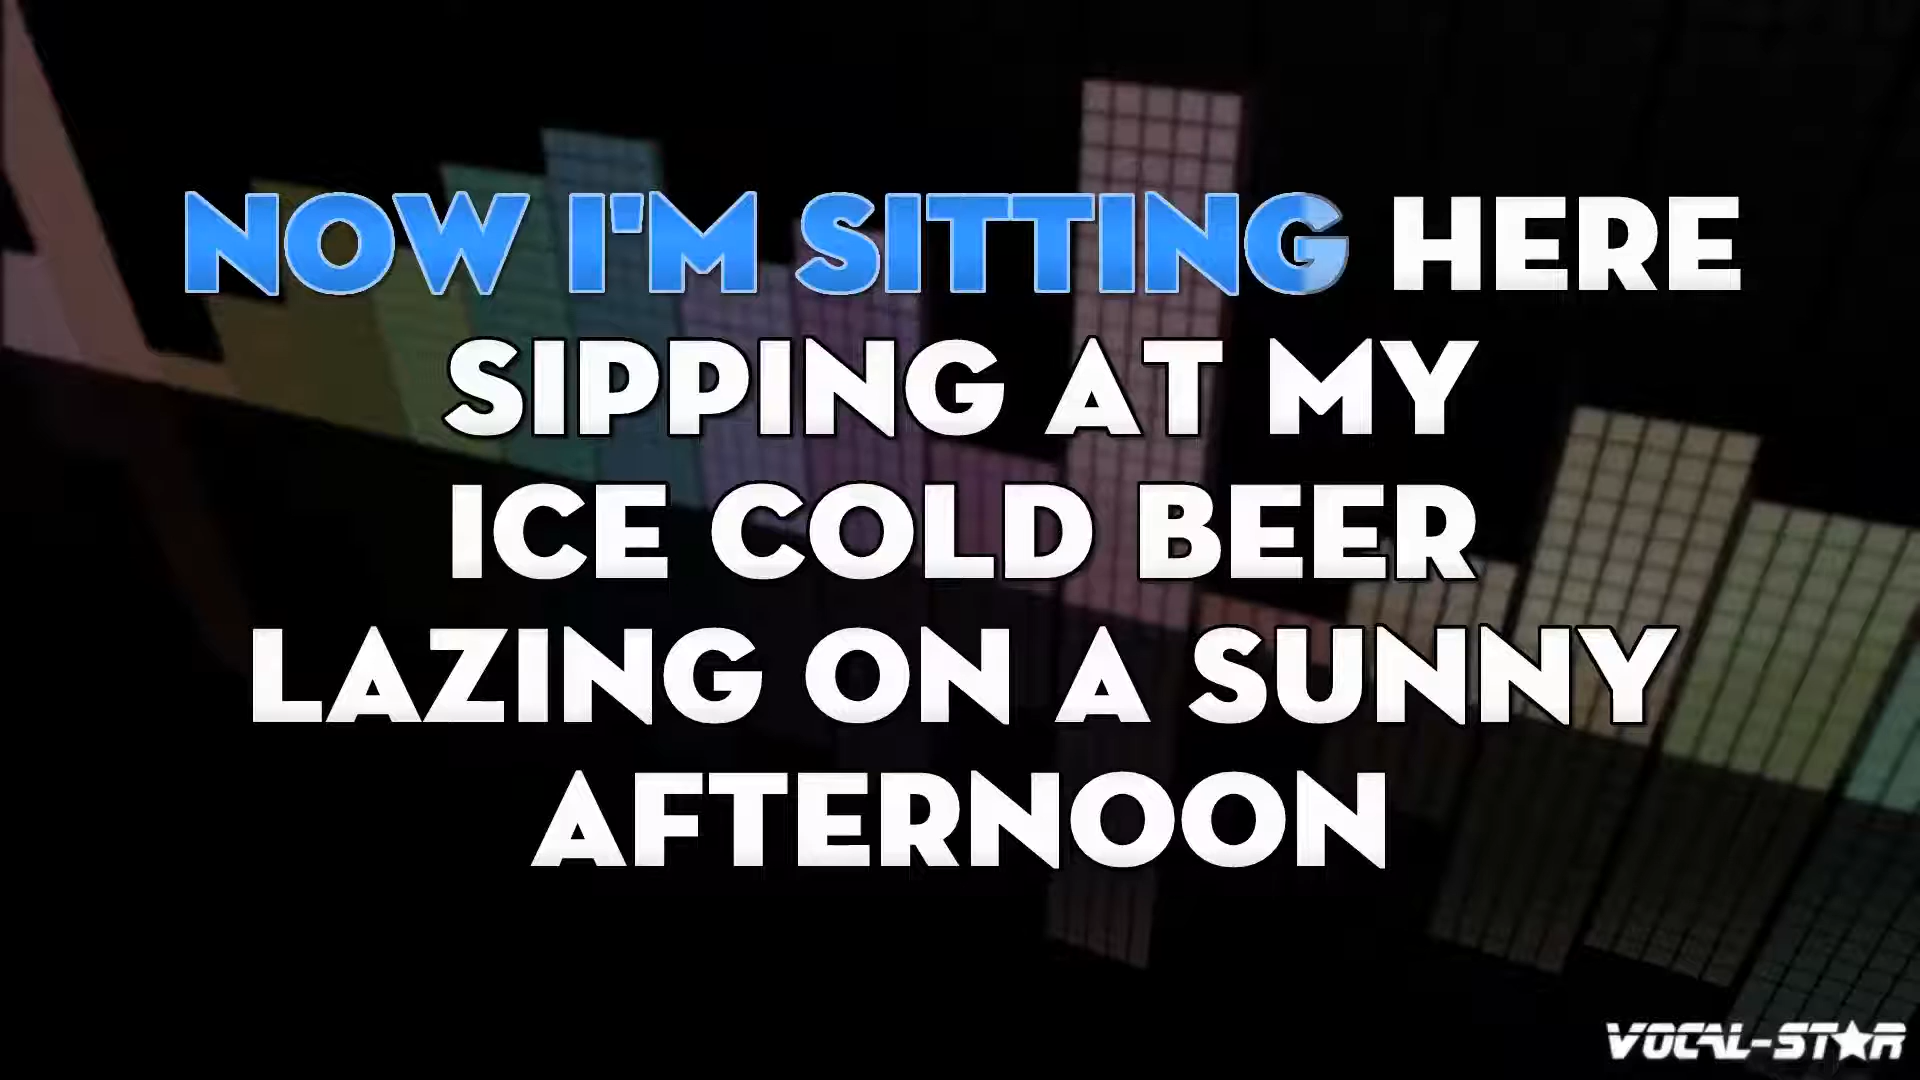 NOW I'M SITTING HERE
SIPPING AT MY
ICE COLD BEER
LAZING ON A SUNNY
AFTERNOON
VOCAL-STAR